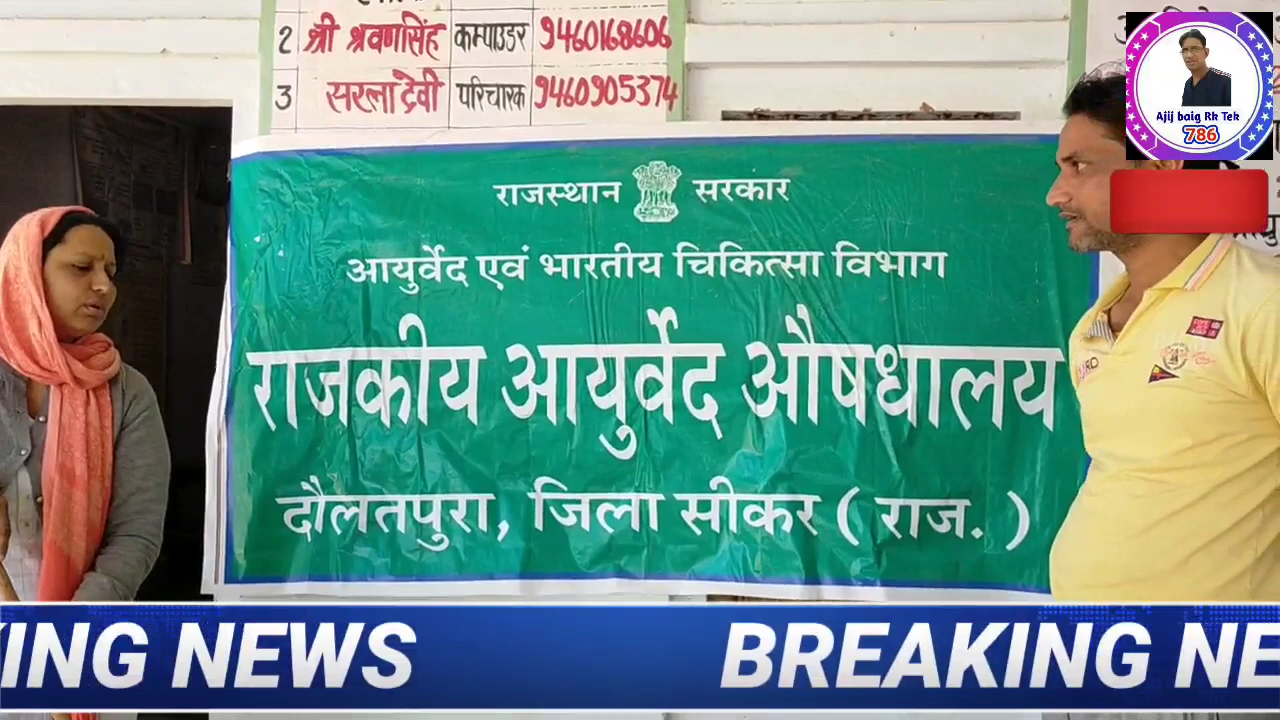 2 श्री श्रवणसिंह कम्पाउडर 9460168606
3 सरला देवी परिचारक 9460905374
Ajij baig Rk Tek
786
राजस्थान सरकार
आयुर्वेद एवं भारतीय चिकित्सा विभाग
राजकीय आयुर्वेद औषधालय
दौलतपुरा, जिला सीकर ( राज. )
KING NEWS BREAKING NE